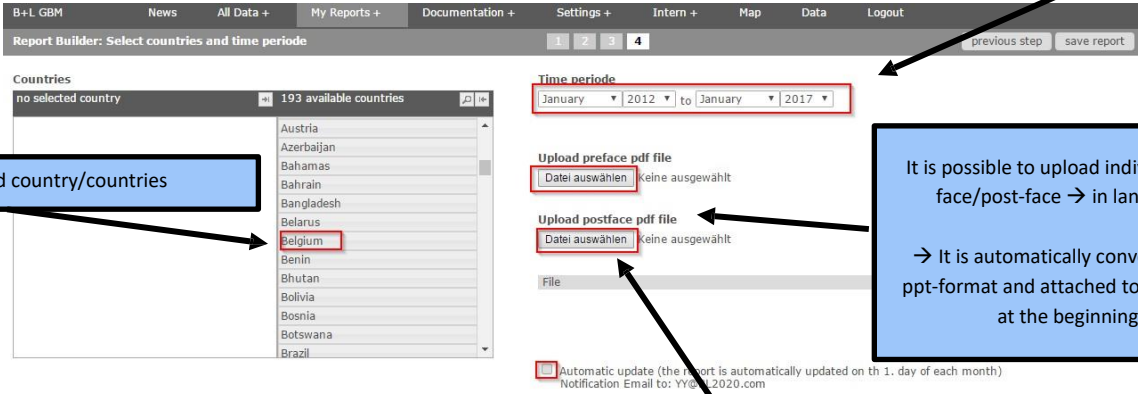 B+L GBM News All Data + My Reports + Documentation + Settings + Intern + Map Data Logout
Report Builder: Select countries and time periode 1 2 3 4 previous step save report
Countries
no selected country 193 available countries
Austria
Azerbaijan
Bahamas
Bahrain
Bangladesh
Belarus
Belgium
Benin
Bhutan
Bolivia
Bosnia
Botswana
Brazil
country/countries
Time periode
January 2012 to January 2017
Upload preface pdf file
Datei auswählen Keine ausgewählt
Upload postface pdf file
Datei auswählen Keine ausgewählt
File
Automatic update (the report is automatically updated on th 1. day of each month)
Notification Email to:
It is possible to upload
face/post-face → in
→ It is automatically
ppt-format and attached to
at the beginning